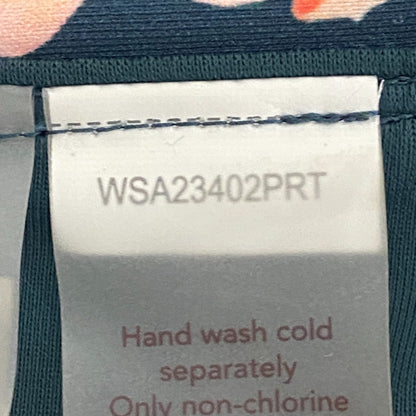 WSA23402PRT
Hand wash cold
separately
Only non-chlorine